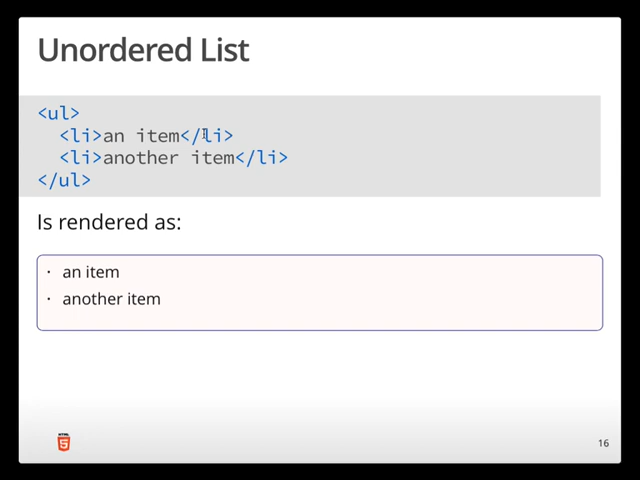 Unordered List
<ul>
<li>an item</li>
<li>another item</li>
</ul>
Is rendered as:
· an item
· another item
HTML
5
16